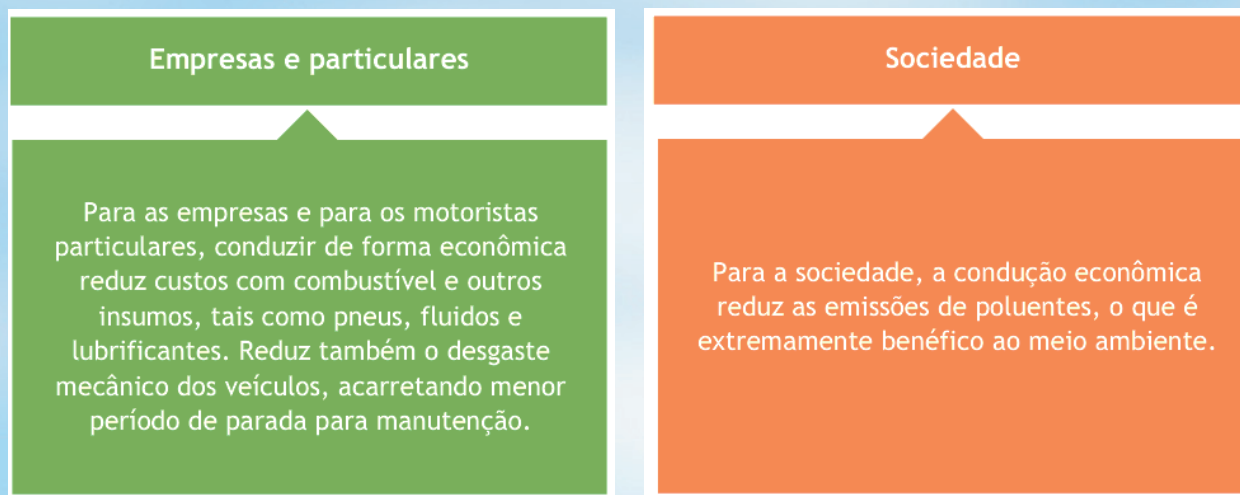 Empresas e particulares
Para as empresas e para os motoristas
particulares, conduzir de forma econômica
reduz custos com combustível e outros
insumos, tais como pneus, fluidos e
lubrificantes. Reduz também o desgaste
mecânico dos veículos, acarretando menor
período de parada para manutenção.
Sociedade
Para a sociedade, a condução econômica
reduz as emissões de poluentes, o que é
extremamente benéfico ao meio ambiente.